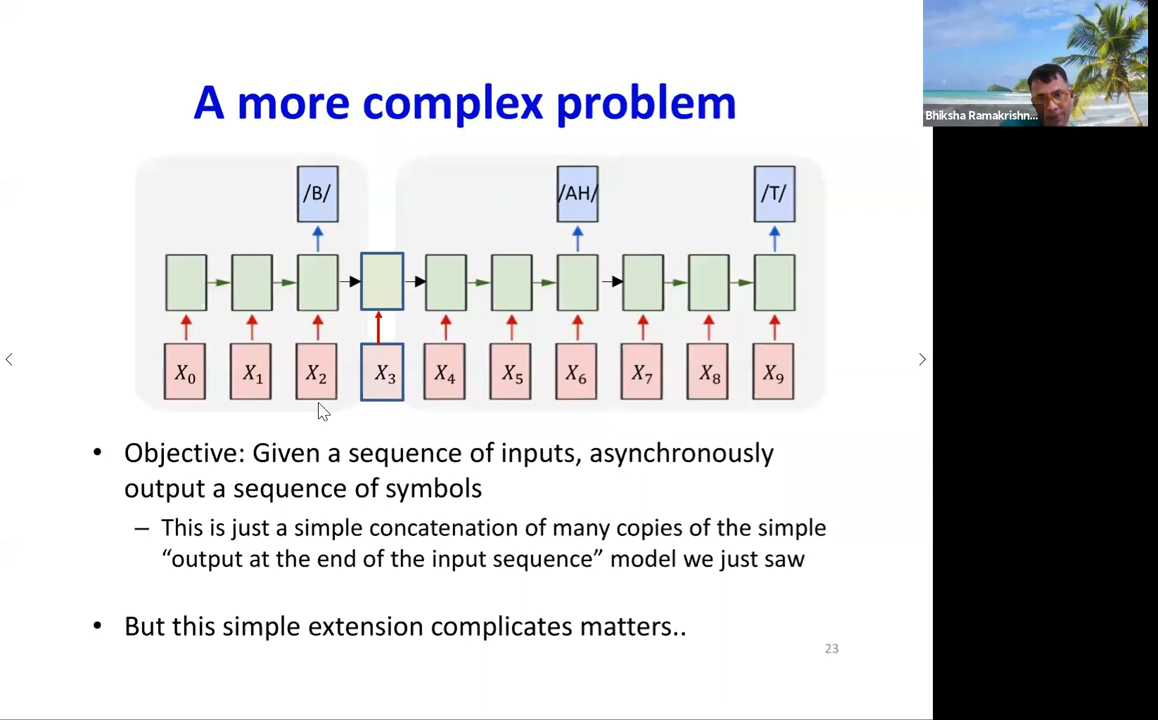 A more complex problem
Bhiksha Ramakrishn...
/B/ /AH/ /T/
X0 X1 X2 X3 X4 X5 X6 X7 X8 X9
• Objective: Given a sequence of inputs, asynchronously
output a sequence of symbols
– This is just a simple concatenation of many copies of the simple
“output at the end of the input sequence” model we just saw
• But this simple extension complicates matters..
23